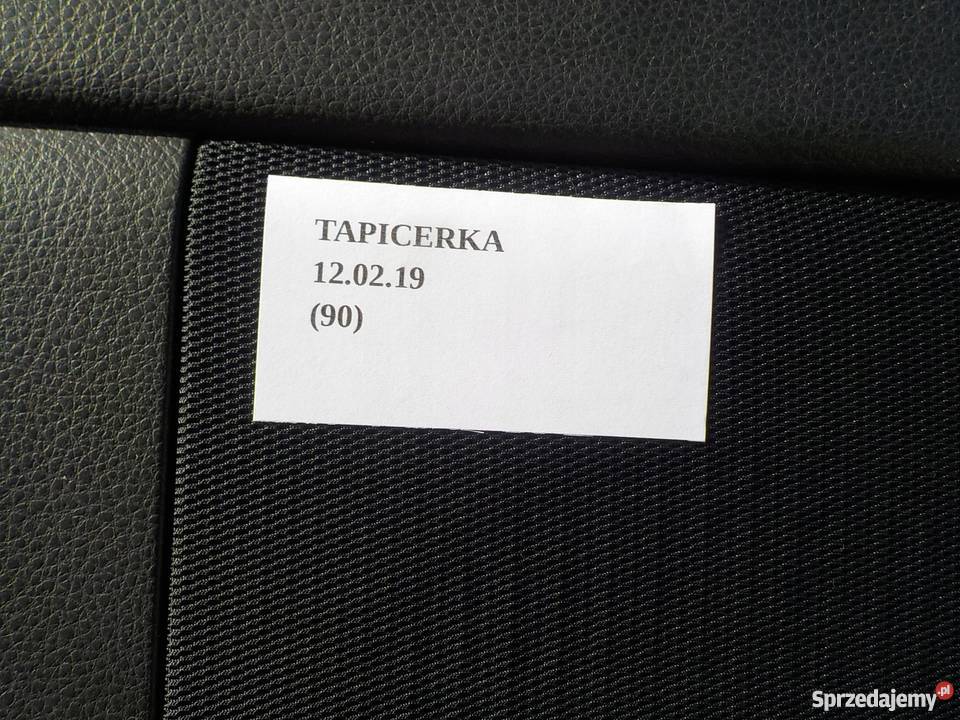 TAPICERKA
12.02.19
(90)
Sprzedajemy.pl